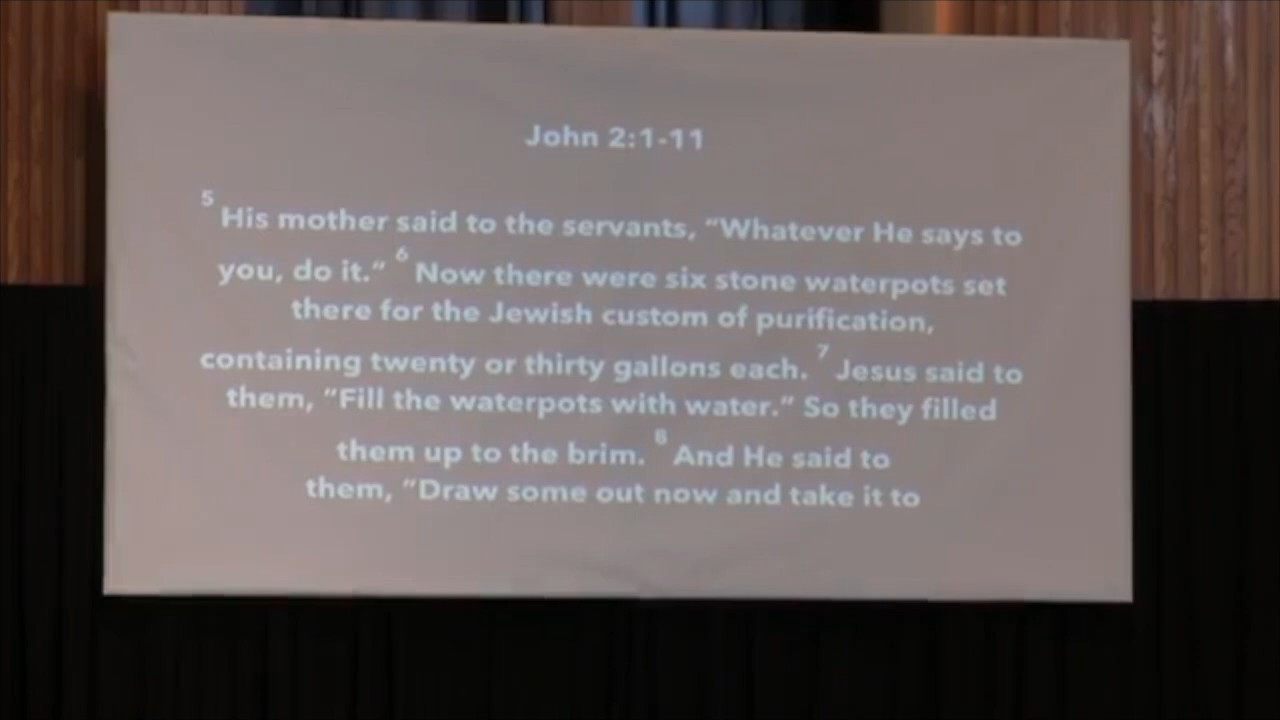 John 2:1-11
5 His mother said to the servants, “Whatever He says to
you, do it.” 6 Now there were six stone waterpots set
there for the Jewish custom of purification,
containing twenty or thirty gallons each. 7 Jesus said to
them, “Fill the waterpots with water.” So they filled
them up to the brim. 8 And He said to
them, “Draw some out now and take it to